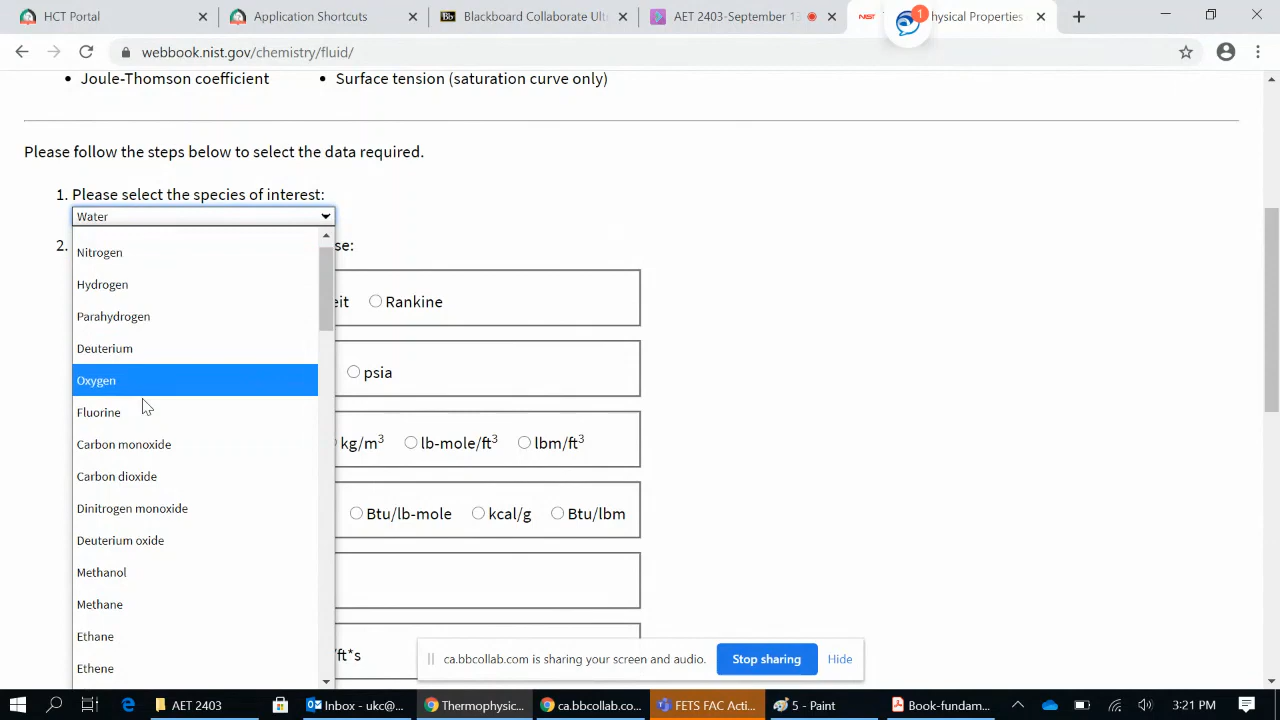 HCT Portal
Application Shortcuts
Blackboard Collaborate Ult
AET 2403 September 13
NIST
1
hysical Properties
webbook.nist.gov/chemistry/fluid/
• Joule-Thomson coefficient
• Surface tension (saturation curve only)
Please follow the steps below to select the data required.
1. Please select the species of interest:
Water
2.
se:
Nitrogen
Hydrogen
eit
Rankine
Parahydrogen
Deuterium
psia
Oxygen
Fluorine
kg/m³
lb-mole/ft³
lbm/ft³
Carbon monoxide
Carbon dioxide
Dinitrogen monoxide
Btu/lb-mole
kcal/g
Btu/lbm
Deuterium oxide
Methanol
Methane
Ethane
/ft*s
Ethene
ca.bbcollab.com is sharing your screen and audio.
Stop sharing
Hide
AET 2403
Inbox - ukc@...
Thermophysic...
ca.bbcollab.co...
FETS FAC Acti...
5 - Paint
Book-fundam...
3:21 PM